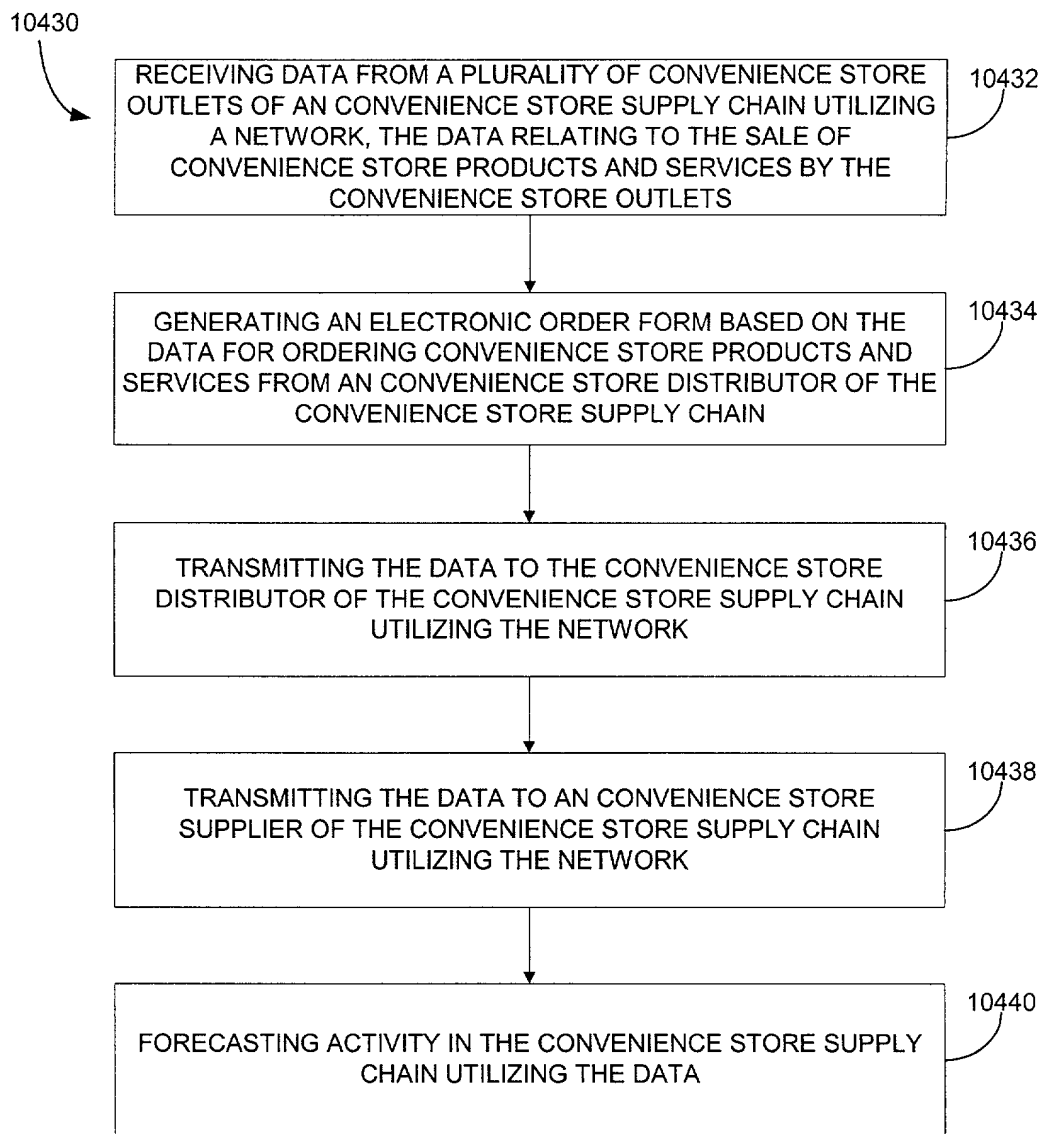 10430
RECEIVING DATA FROM A PLURALITY OF CONVENIENCE STORE
OUTLETS OF AN CONVENIENCE STORE SUPPLY CHAIN UTILIZING
A NETWORK, THE DATA RELATING TO THE SALE OF
CONVENIENCE STORE PRODUCTS AND SERVICES BY THE
CONVENIENCE STORE OUTLETS
10432
GENERATING AN ELECTRONIC ORDER FORM BASED ON THE
DATA FOR ORDERING CONVENIENCE STORE PRODUCTS AND
SERVICES FROM AN CONVENIENCE STORE DISTRIBUTOR OF THE
CONVENIENCE STORE SUPPLY CHAIN
10434
TRANSMITTING THE DATA TO THE CONVENIENCE STORE
DISTRIBUTOR OF THE CONVENIENCE STORE SUPPLY CHAIN
UTILIZING THE NETWORK
10436
TRANSMITTING THE DATA TO AN CONVENIENCE STORE
SUPPLIER OF THE CONVENIENCE STORE SUPPLY CHAIN
UTILIZING THE NETWORK
10438
FORECASTING ACTIVITY IN THE CONVENIENCE STORE SUPPLY
CHAIN UTILIZING THE DATA
10440